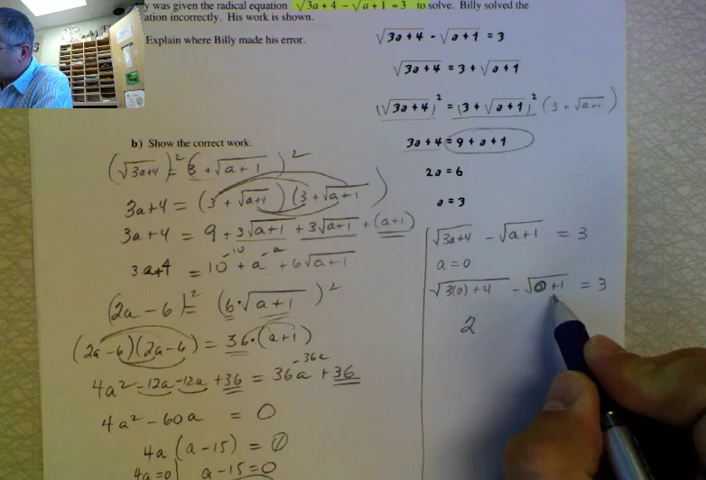 y was given the radical equation √3a + 4 − √a + 1 = 3 to solve. Billy solved the
ation incorrectly. His work is shown.
Explain where Billy made his error.
√3a+4 - √a+1 = 3
√3a+4 = 3+√a+1
(√3a+4)² = (3+√a+1)² (3+√a+1)
3a+4 = 9+a+1
2a = 6
a = 3
b) Show the correct work.
(√3a+4)² = (3+√a+1)²
3a+4 = (3+√a+1)(3+√a+1)
3a+4 = 9+3√a+1+3√a+1+(a+1)
-10 -a
3a+4 = 10+a+6√a+1
(2a-6)² = (6·√a+1)²
(2a-6)(2a-6) = 36·(a+1)
-36a
4a²-12a-12a+36 = 36a+36
4a²-60a = 0
4a(a-15) = 0
4a=0 a-15=0
√3a+4 - √a+1 = 3
a=0
√3(0)+4 - √0+1 = 3
2